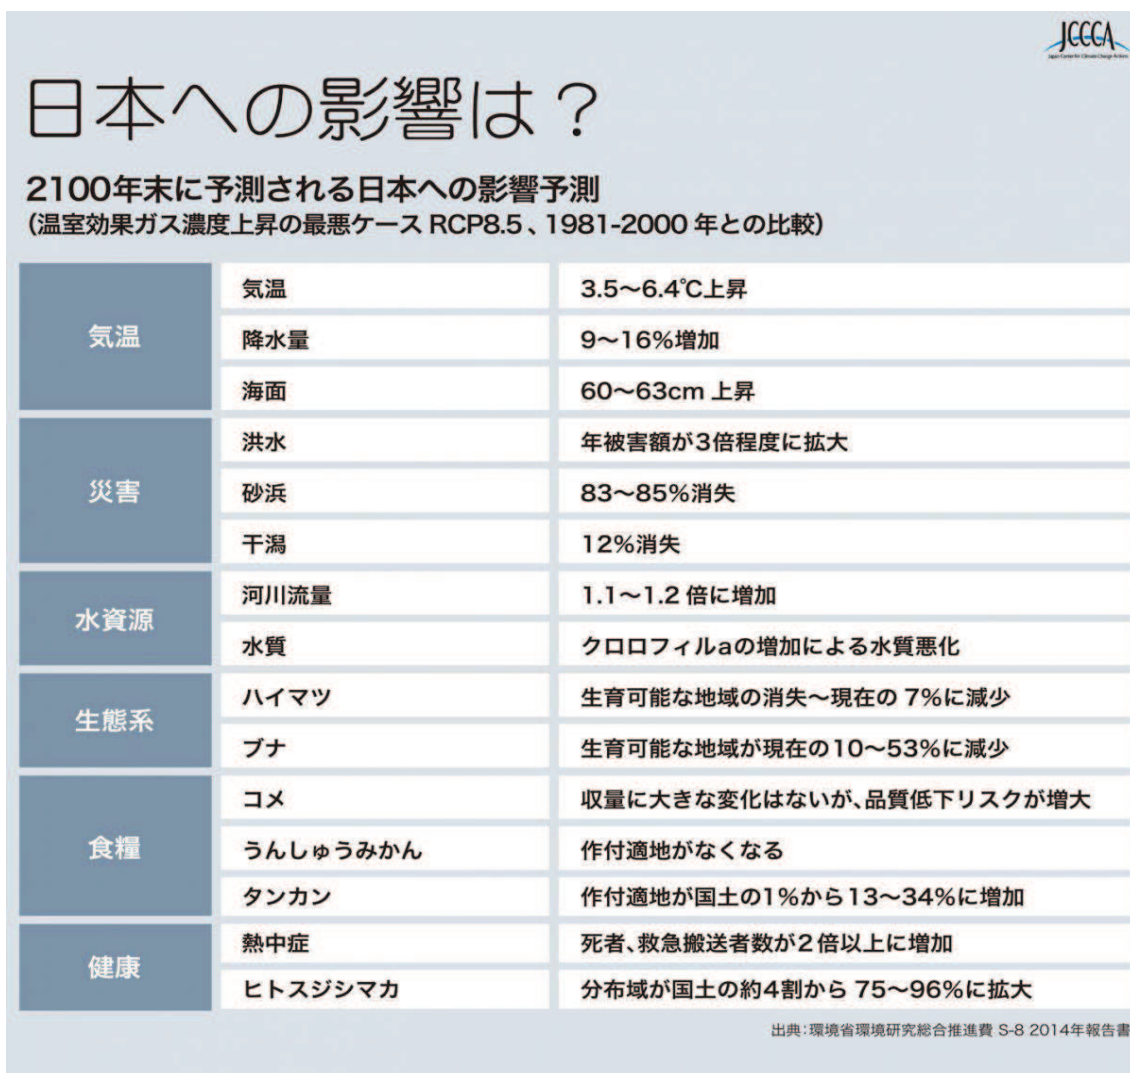 JCCCA
Japan Center for Climate Change Actions
日本への影響は？
2100年末に予測される日本への影響予測
（温室効果ガス濃度上昇の最悪ケース RCP8.5、1981-2000 年との比較）
気温
気温
3.5〜6.4℃上昇
降水量
9〜16%増加
海面
60〜63cm 上昇
災害
洪水
年被害額が3倍程度に拡大
砂浜
83〜85%消失
干潟
12%消失
水資源
河川流量
1.1〜1.2 倍に増加
水質
クロロフィルaの増加による水質悪化
生態系
ハイマツ
生育可能な地域の消失〜現在の 7%に減少
ブナ
生育可能な地域が現在の10〜53%に減少
食糧
コメ
収量に大きな変化はないが、品質低下リスクが増大
うんしゅうみかん
作付適地がなくなる
タンカン
作付適地が国土の1%から13〜34%に増加
健康
熱中症
死者、救急搬送者数が2倍以上に増加
ヒトスジシマカ
分布域が国土の約4割から 75〜96%に拡大
出典：環境省環境研究総合推進費 S-8 2014年報告書